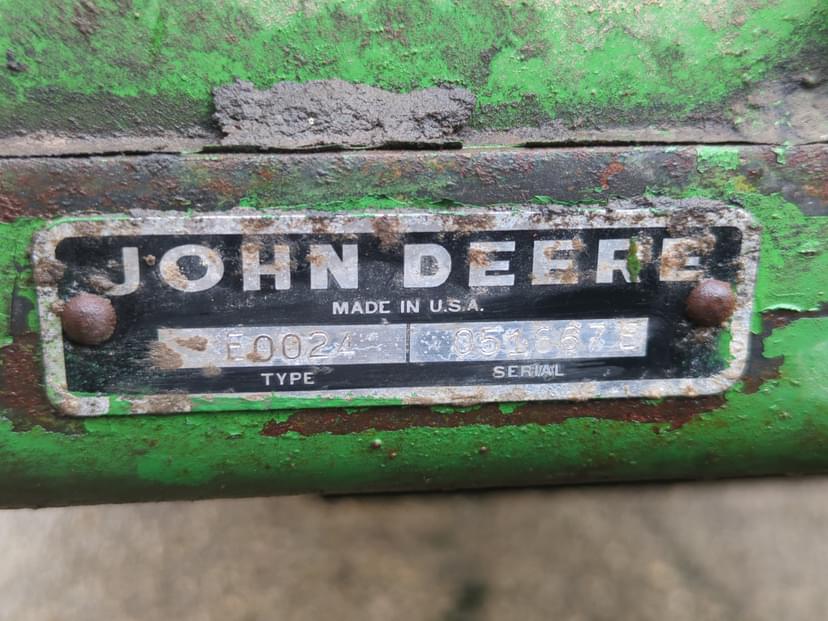 JOHN DEERE
MADE IN U.S.A.
E0024
TYPE SERIAL